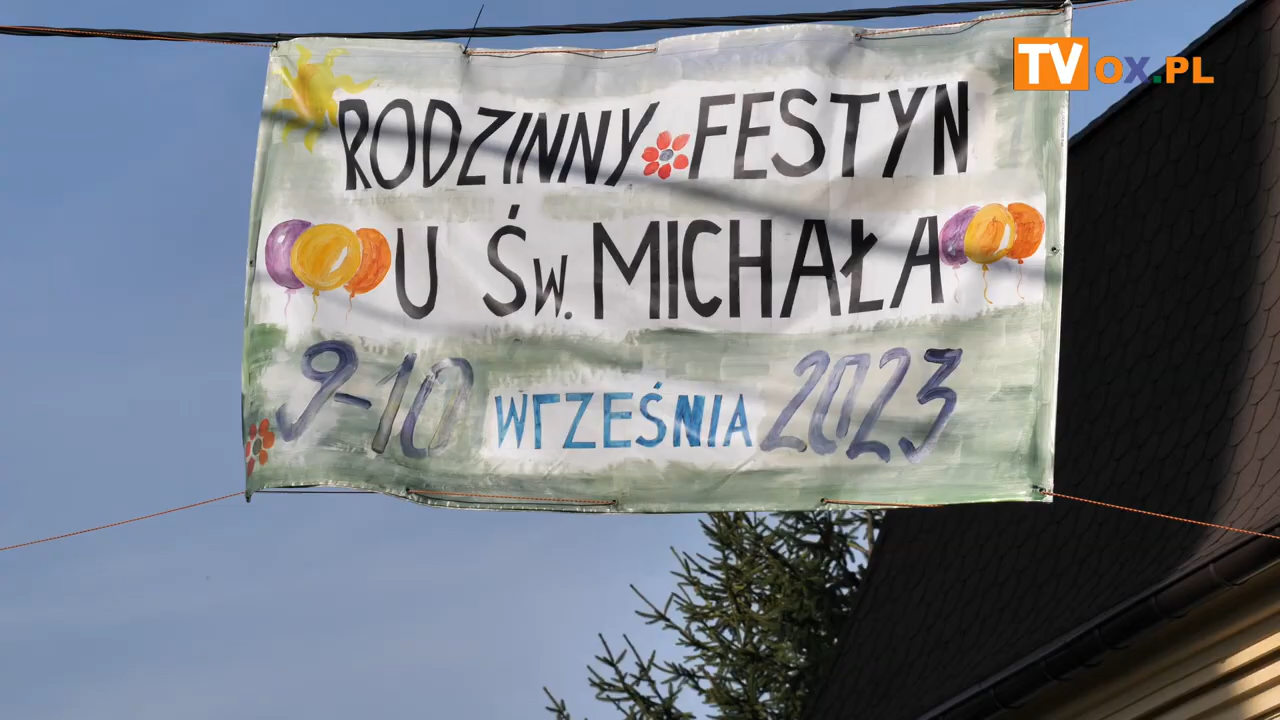 TVOX.PL
RODZINNY FESTYN
U ŚW. MICHAŁA
9-10 WRZEŚNIA 2023